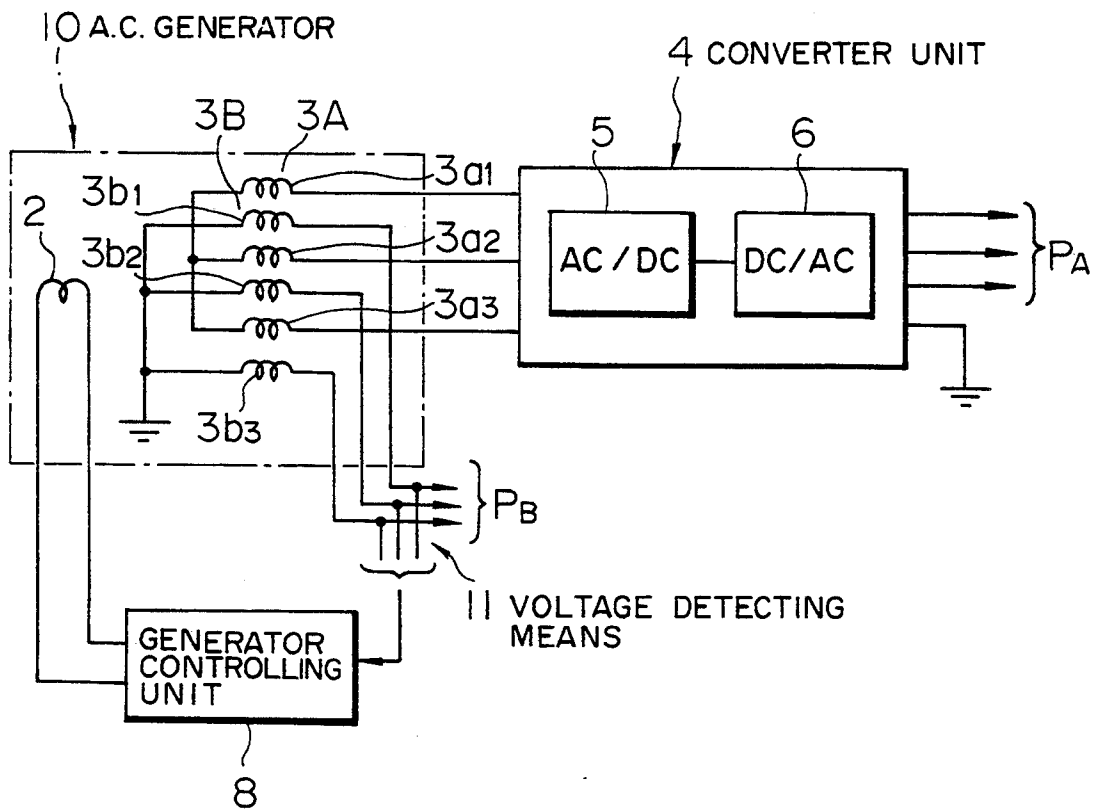 10 A.C. GENERATOR
4 CONVERTER UNIT
3B
3A
5
6
3a1
3b1
2
3a2
AC/DC
DC/AC
PA
3b2
3a3
3b3
PB
11 VOLTAGE DETECTING
MEANS
GENERATOR
CONTROLLING
UNIT
8